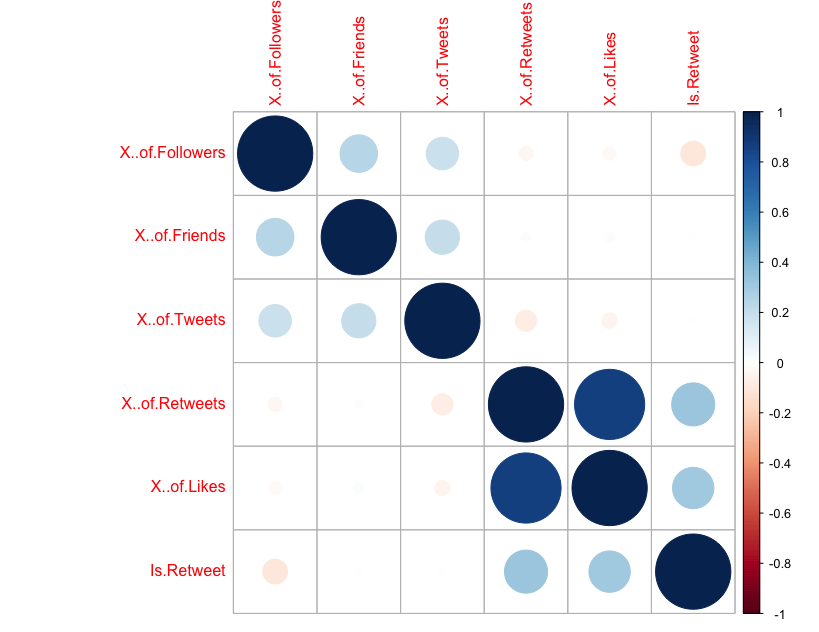 X..of.Followers
X..of.Friends
X..of.Tweets
X..of.Retweets
X..of.Likes
Is.Retweet
X..of.Followers
X..of.Friends
X..of.Tweets
X..of.Retweets
X..of.Likes
Is.Retweet
1
0.8
0.6
0.4
0.2
0
-0.2
-0.4
-0.6
-0.8
-1